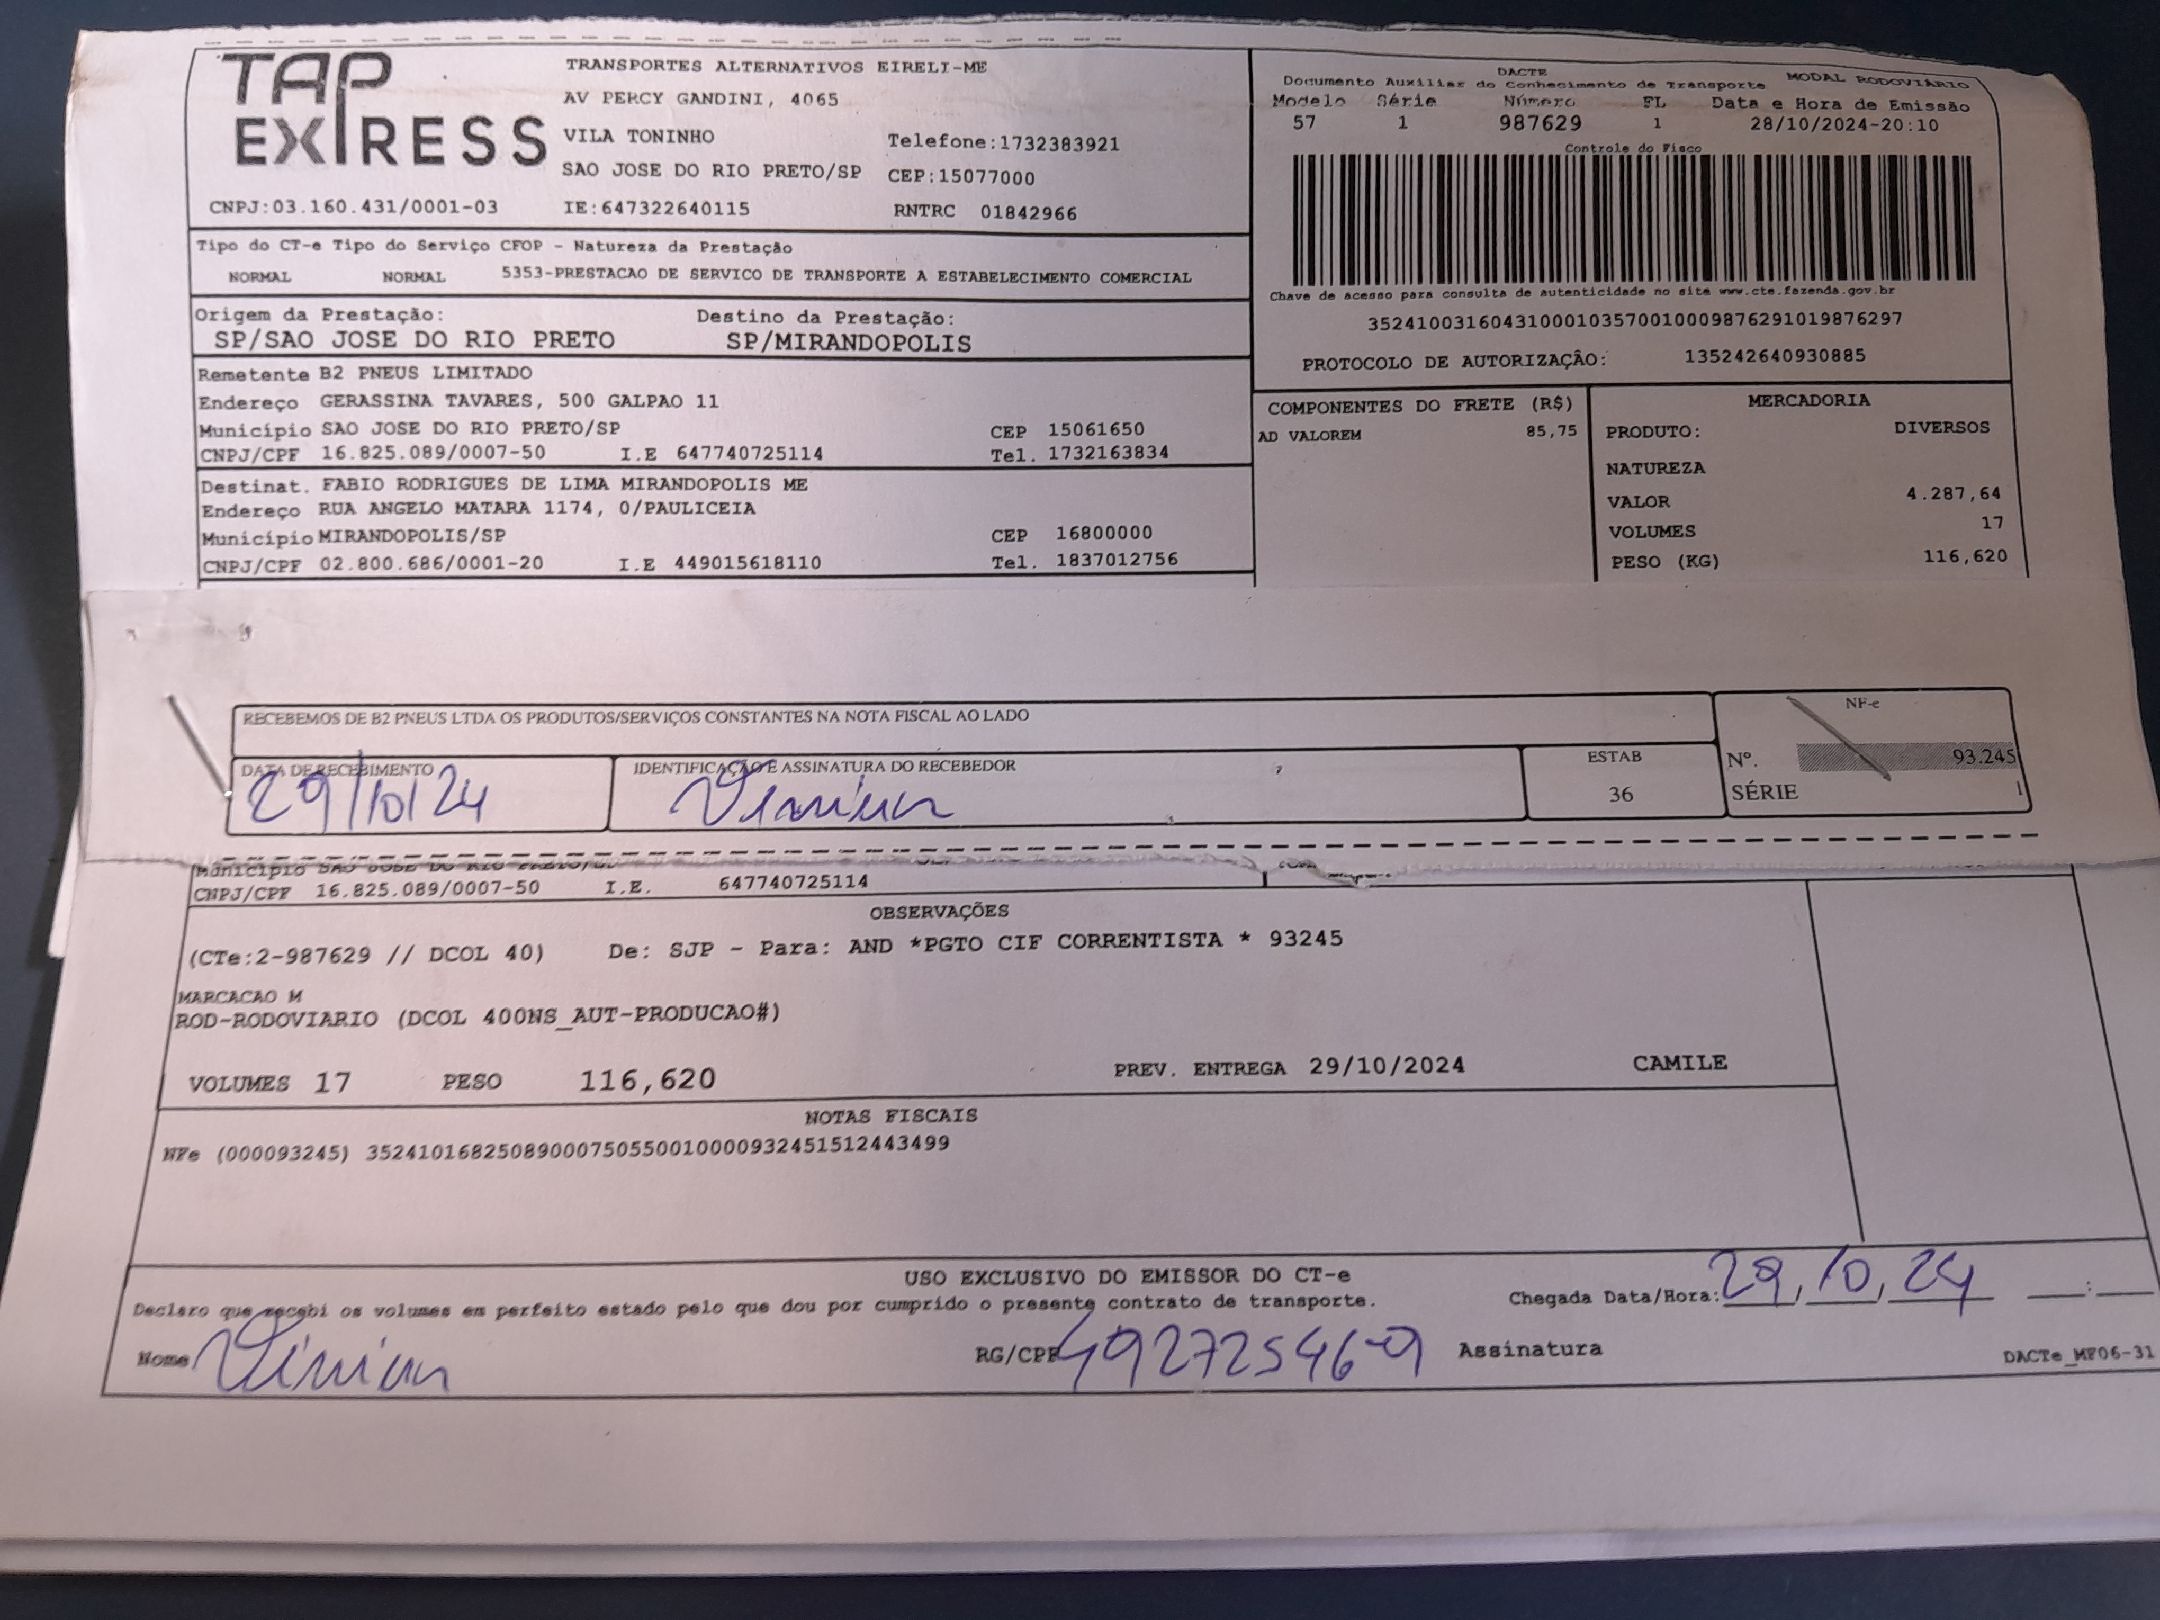 TAP EXPRESS
TRANSPORTES ALTERNATIVOS EIRELI-ME
AV PERCY GANDINI, 4065
VILA TONINHO Telefone:1732383921
SAO JOSE DO RIO PRETO/SP CEP:15077000
CNPJ:03.160.431/0001-03 IE:647322640115 RNTRC 01842966
DACTE MODAL RODOVIÁRIO
Documento Auxiliar do Conhecimento de Transporte
Modelo Série Número FL Data e Hora de Emissão
57 1 987629 1 28/10/2024-20:10
Controle do Fisco
Chave de acesso para consulta de autenticidade no site www.cte.fazenda.gov.br
35241003160431000103570010009876291019876297
PROTOCOLO DE AUTORIZAÇÂO: 135242640930885
Tipo do CT-e Tipo do Serviço CFOP - Natureza da Prestação
NORMAL NORMAL 5353-PRESTACAO DE SERVICO DE TRANSPORTE A ESTABELECIMENTO COMERCIAL
Origem da Prestação: Destino da Prestação:
SP/SAO JOSE DO RIO PRETO SP/MIRANDOPOLIS
Remetente B2 PNEUS LIMITADO
Endereço GERASSINA TAVARES, 500 GALPAO 11
Município SAO JOSE DO RIO PRETO/SP CEP 15061650
CNPJ/CPF 16.825.089/0007-50 I.E 647740725114 Tel. 1732163834
Destinat. FABIO RODRIGUES DE LIMA MIRANDOPOLIS ME
Endereço RUA ANGELO MATARA 1174, 0/PAULICEIA
Município MIRANDOPOLIS/SP CEP 16800000
CNPJ/CPF 02.800.686/0001-20 I.E 449015618110 Tel. 1837012756
COMPONENTES DO FRETE (R$)
AD VALOREM 85,75
MERCADORIA
PRODUTO: DIVERSOS
NATUREZA
VALOR 4.287,64
VOLUMES 17
PESO (KG) 116,620
RECEBEMOS DE B2 PNEUS LTDA OS PRODUTOS/SERVIÇOS CONSTANTES NA NOTA FISCAL AO LADO
DATA DE RECEBIMENTO IDENTIFICAÇÃO E ASSINATURA DO RECEBEDOR
29/10/24
ESTAB
36
NF-e
Nº. 93.245
SÉRIE 1
Município SAO JOSE DO RIO PRETO/SP
CNPJ/CPF 16.825.089/0007-50 I.E. 647740725114
OBSERVAÇÕES
(CTe:2-987629 // DCOL 40) De: SJP - Para: AND *PGTO CIF CORRENTISTA * 93245
MARCACAO M
ROD-RODOVIARIO (DCOL 400NS_AUT-PRODUCAO#)
VOLUMES 17 PESO 116,620 PREV. ENTREGA 29/10/2024 CAMILE
NOTAS FISCAIS
NFe (000093245) 35241016825089000750550010000932451512443499
USO EXCLUSIVO DO EMISSOR DO CT-e
Declaro que recebi os volumes em perfeito estado pelo que dou por cumprido o presente contrato de transporte.
Chegada Data/Hora: 29, 10, 24 :
Nome RG/CPF 49272546-9 Assinatura
DACTe_MF06-31